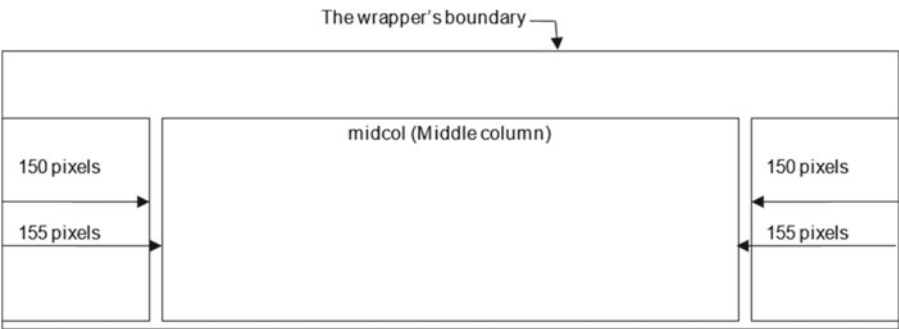 The wrapper's boundary
midcol (Middle column)
150 pixels
150 pixels
155 pixels
155 pixels